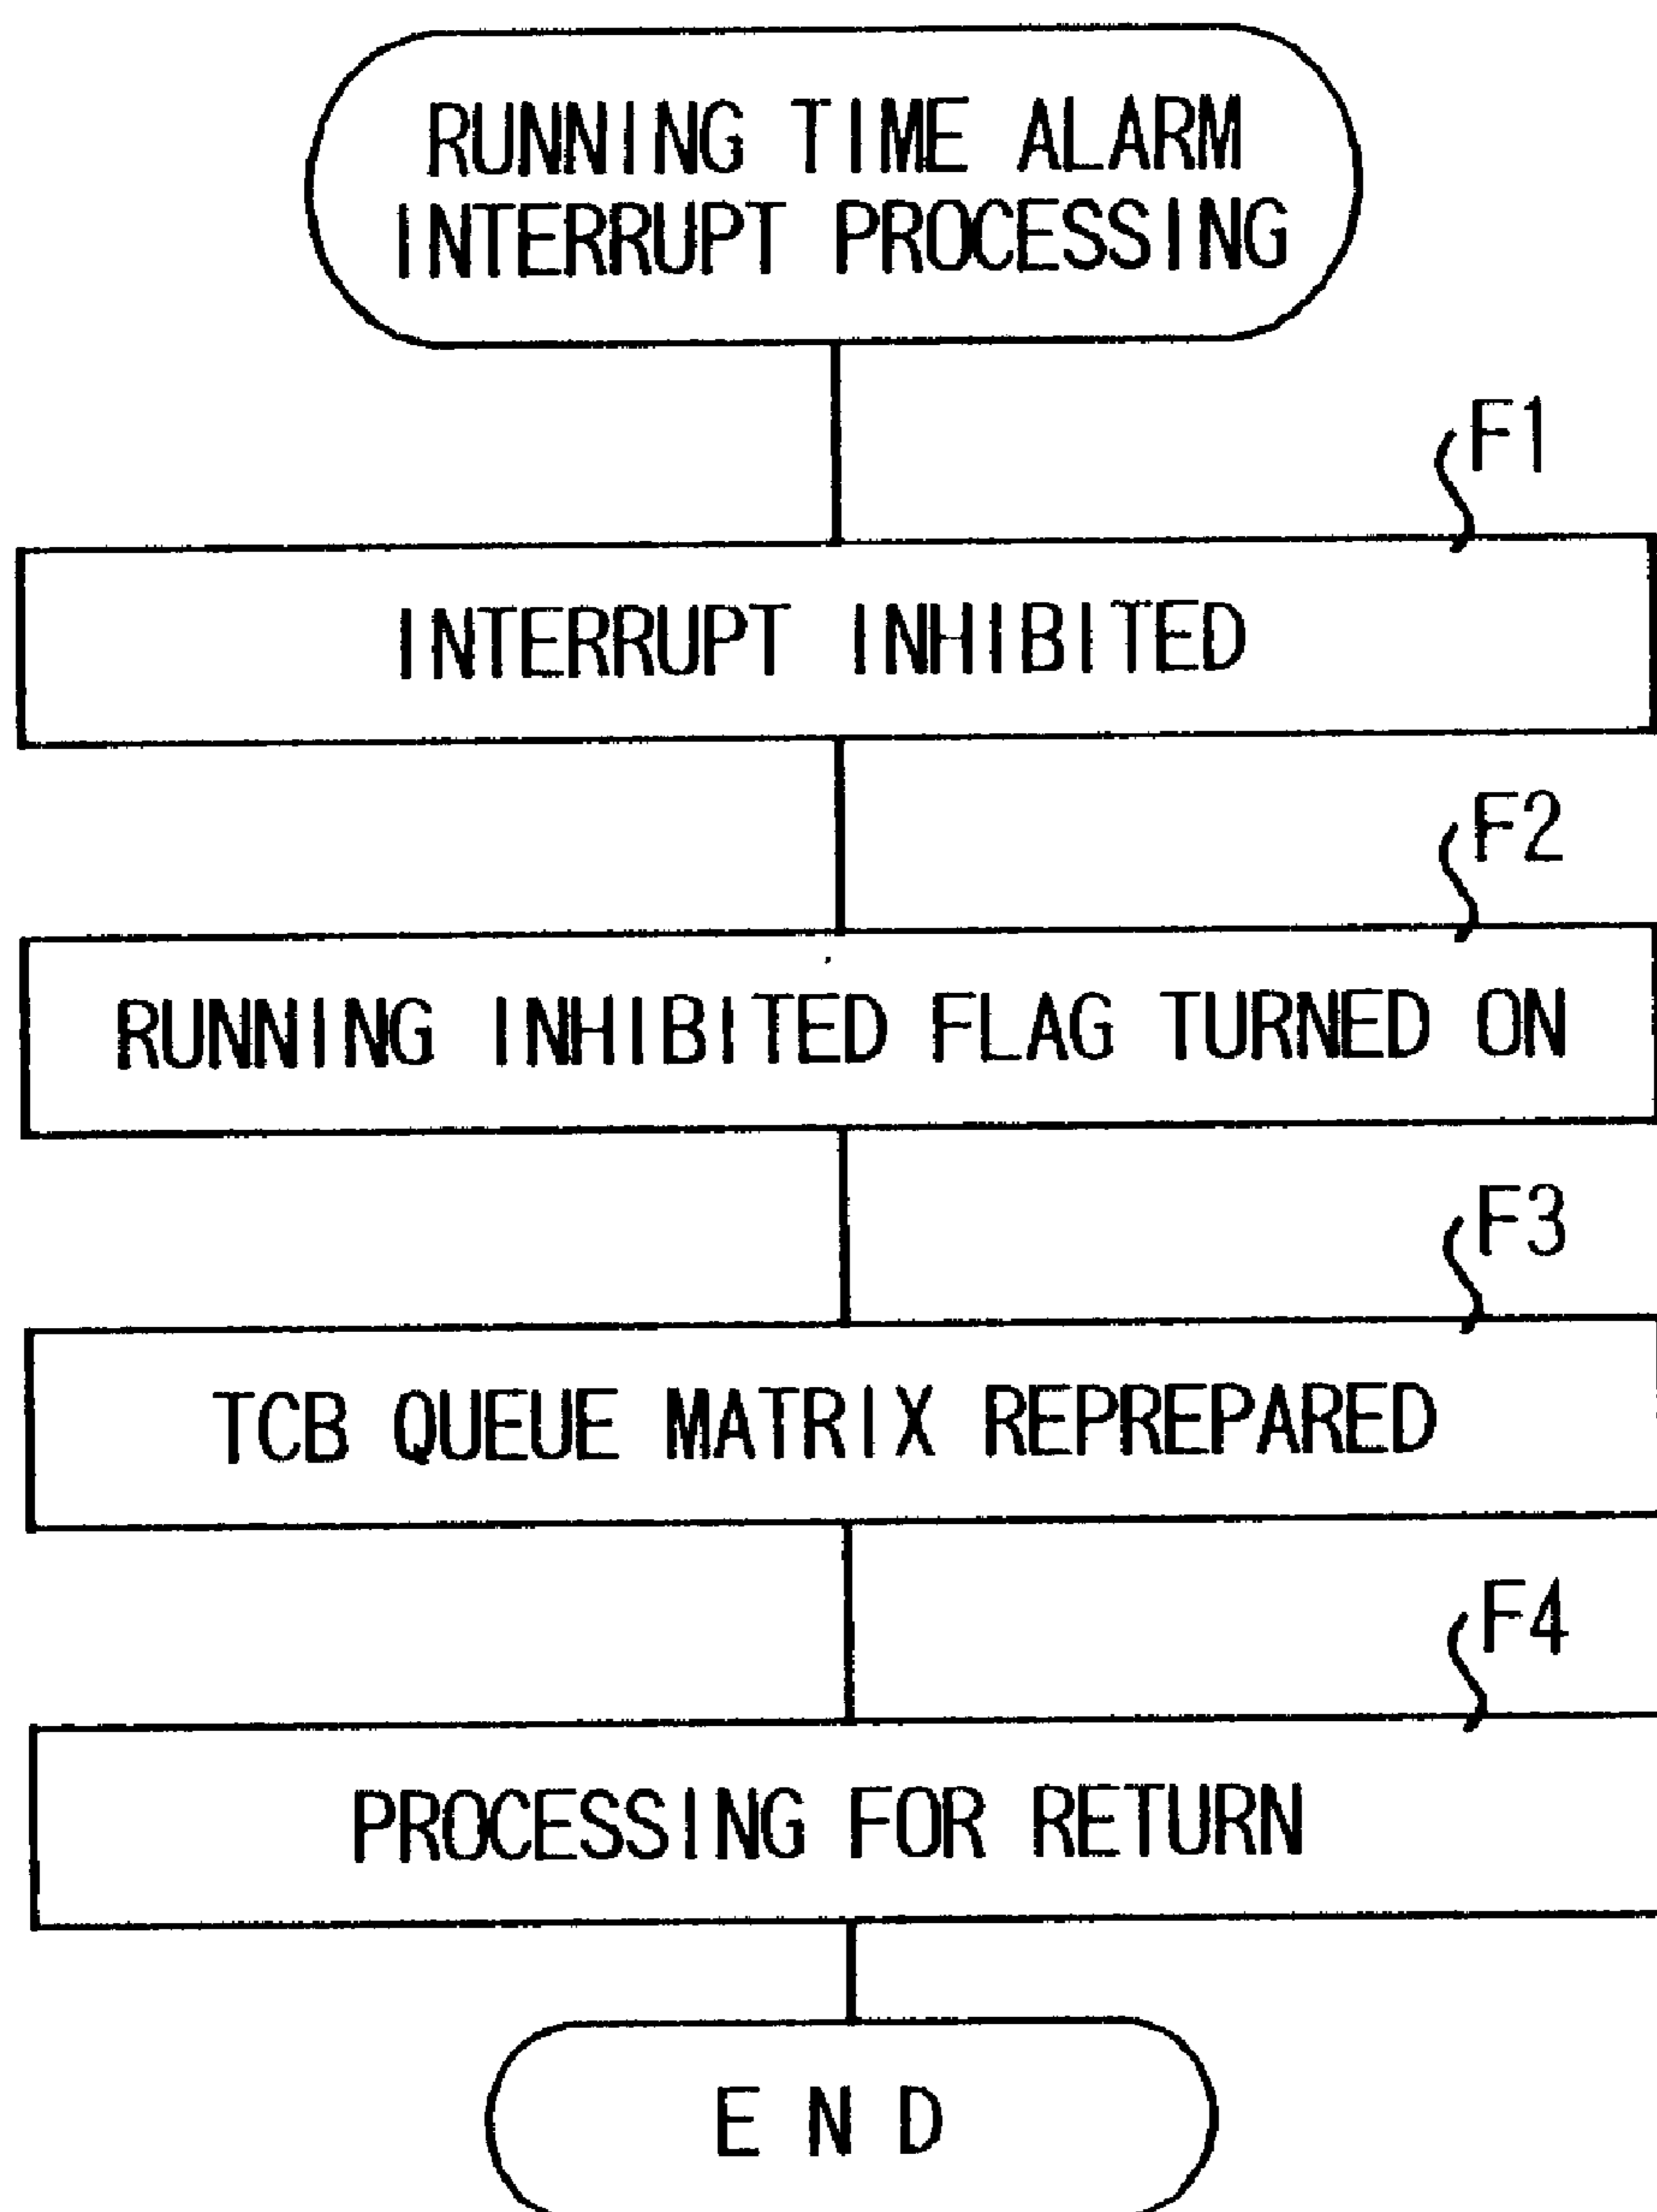 RUNNING TIME ALARM
INTERRUPT PROCESSING
F1
INTERRUPT INHIBITED
F2
RUNNING INHIBITED FLAG TURNED ON
F3
TCB QUEUE MATRIX REPREPARED
F4
PROCESSING FOR RETURN
END